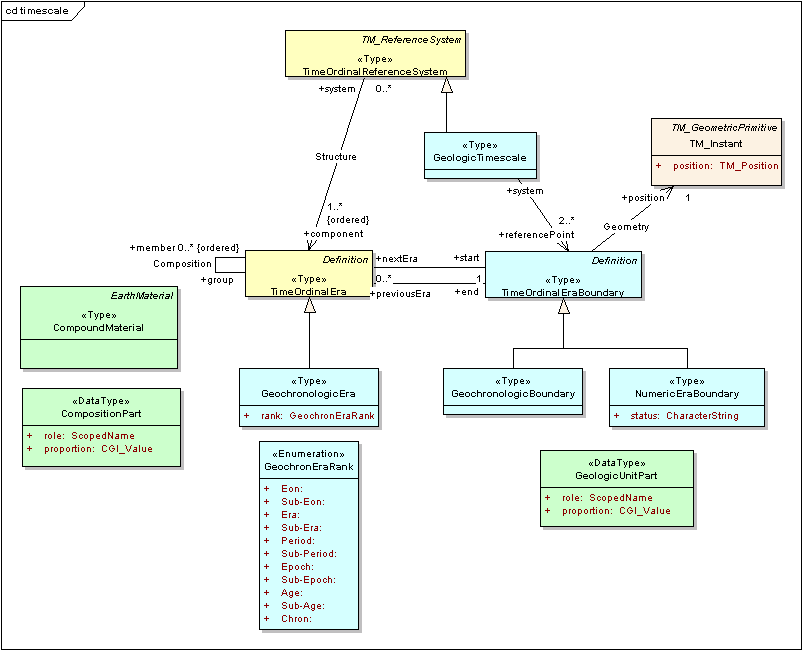 cd timescale
TM_ReferenceSystem
«Type»
TimeOrdinalReferenceSystem
+system 0..*
Structure
1..*
{ordered}
+component
«Type»
GeologicTimescale
+system
2..*
+referencePoint
TM_GeometricPrimitive
TM_Instant
+ position: TM_Position
+position 1
Geometry
+member 0..* {ordered}
Composition
+group
Definition
«Type»
TimeOrdinalEra
+nextEra +start
0..* 1
+previousEra +end
Definition
«Type»
TimeOrdinalEraBoundary
EarthMaterial
«Type»
CompoundMaterial
«DataType»
CompositionPart
+ role: ScopedName
+ proportion: CGI_Value
«Type»
GeochronologicEra
+ rank: GeochronEraRank
«Type»
GeochronologicBoundary
«Type»
NumericEraBoundary
+ status: CharacterString
«Enumeration»
GeochronEraRank
+ Eon:
+ Sub-Eon:
+ Era:
+ Sub-Era:
+ Period:
+ Sub-Period:
+ Epoch:
+ Sub-Epoch:
+ Age:
+ Sub-Age:
+ Chron:
«DataType»
GeologicUnitPart
+ role: ScopedName
+ proportion: CGI_Value